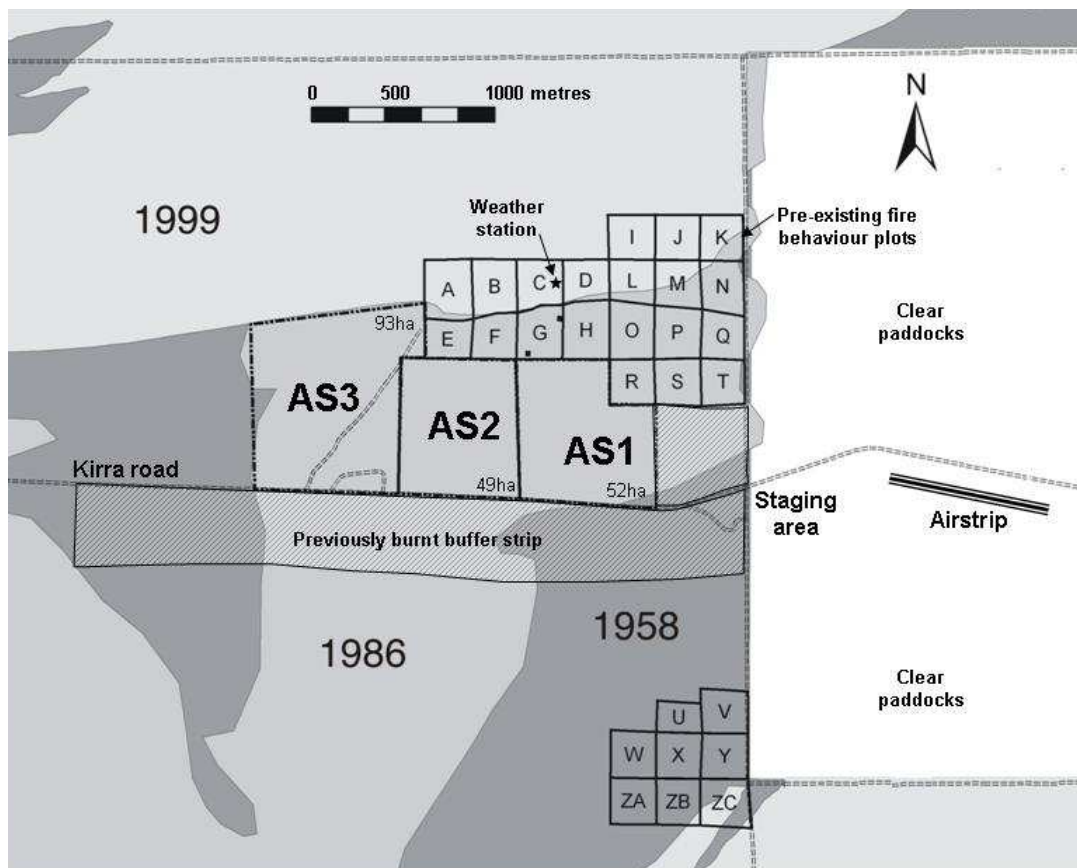 0 500 1000 metres
N
1999
Weather
station
Pre-existing fire
behaviour plots
I J K
A B C D L M N
93ha
E F G H O P Q
Clear
paddocks
AS3
AS2
AS1
R S T
Kirra road
49ha
52ha
Staging
area
Airstrip
Previously burnt buffer strip
1986
1958
Clear
paddocks
U V
W X Y
ZA ZB ZC